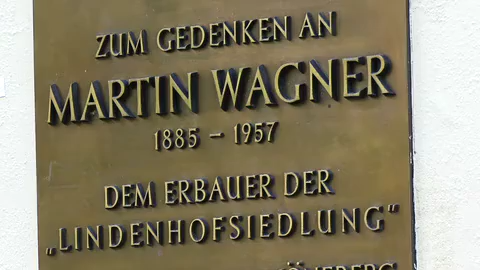 ZUM GEDENKEN AN
MARTIN WAGNER
1885 – 1957
DEM ERBAUER DER
„LINDENHOFSIEDLUNG“